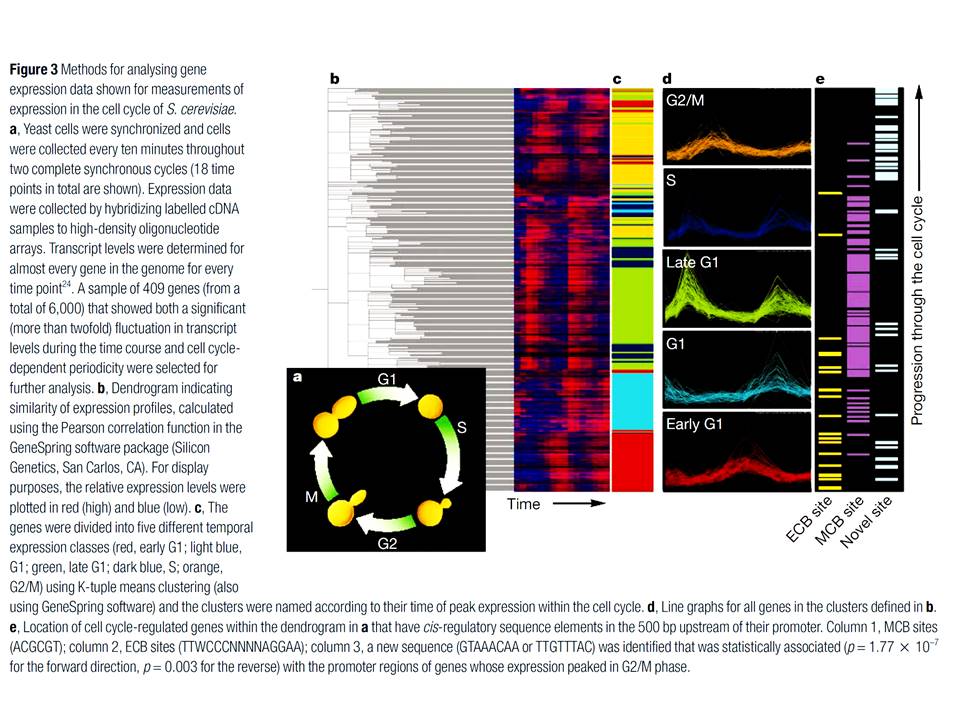 Figure 3 Methods for analysing gene
expression data shown for measurements of
expression in the cell cycle of S. cerevisiae.
a, Yeast cells were synchronized and cells
were collected every ten minutes throughout
two complete synchronous cycles (18 time
points in total are shown). Expression data
were collected by hybridizing labelled cDNA
samples to high-density oligonucleotide
arrays. Transcript levels were determined for
almost every gene in the genome for every
time point24. A sample of 409 genes (from a
total of 6,000) that showed both a significant
(more than twofold) fluctuation in transcript
levels during the time course and cell cycle-
dependent periodicity were selected for
further analysis. b, Dendrogram indicating
similarity of expression profiles, calculated
using the Pearson correlation function in the
GeneSpring software package (Silicon
Genetics, San Carlos, CA). For display
purposes, the relative expression levels were
plotted in red (high) and blue (low). c, The
genes were divided into five different temporal
expression classes (red, early G1; light blue,
G1; green, late G1; dark blue, S; orange,
G2/M) using K-tuple means clustering (also
using GeneSpring software) and the clusters were named according to their time of peak expression within the cell cycle. d, Line graphs for all genes in the clusters defined in b.
e, Location of cell cycle-regulated genes within the dendrogram in a that have cis-regulatory sequence elements in the 500 bp upstream of their promoter. Column 1, MCB sites
(ACGCGT); column 2, ECB sites (TTWCCCNNNNAGGAA); column 3, a new sequence (GTAAACAA or TTGTTTAC) was identified that was statistically associated (p = 1.77 × 10−7
for the forward direction, p = 0.003 for the reverse) with the promoter regions of genes whose expression peaked in G2/M phase.
b
c
d
e
G2/M
S
Late G1
G1
Early G1
a
G1
S
G2
M
Time
ECB site
MCB site
Novel site
Progression through the cell cycle